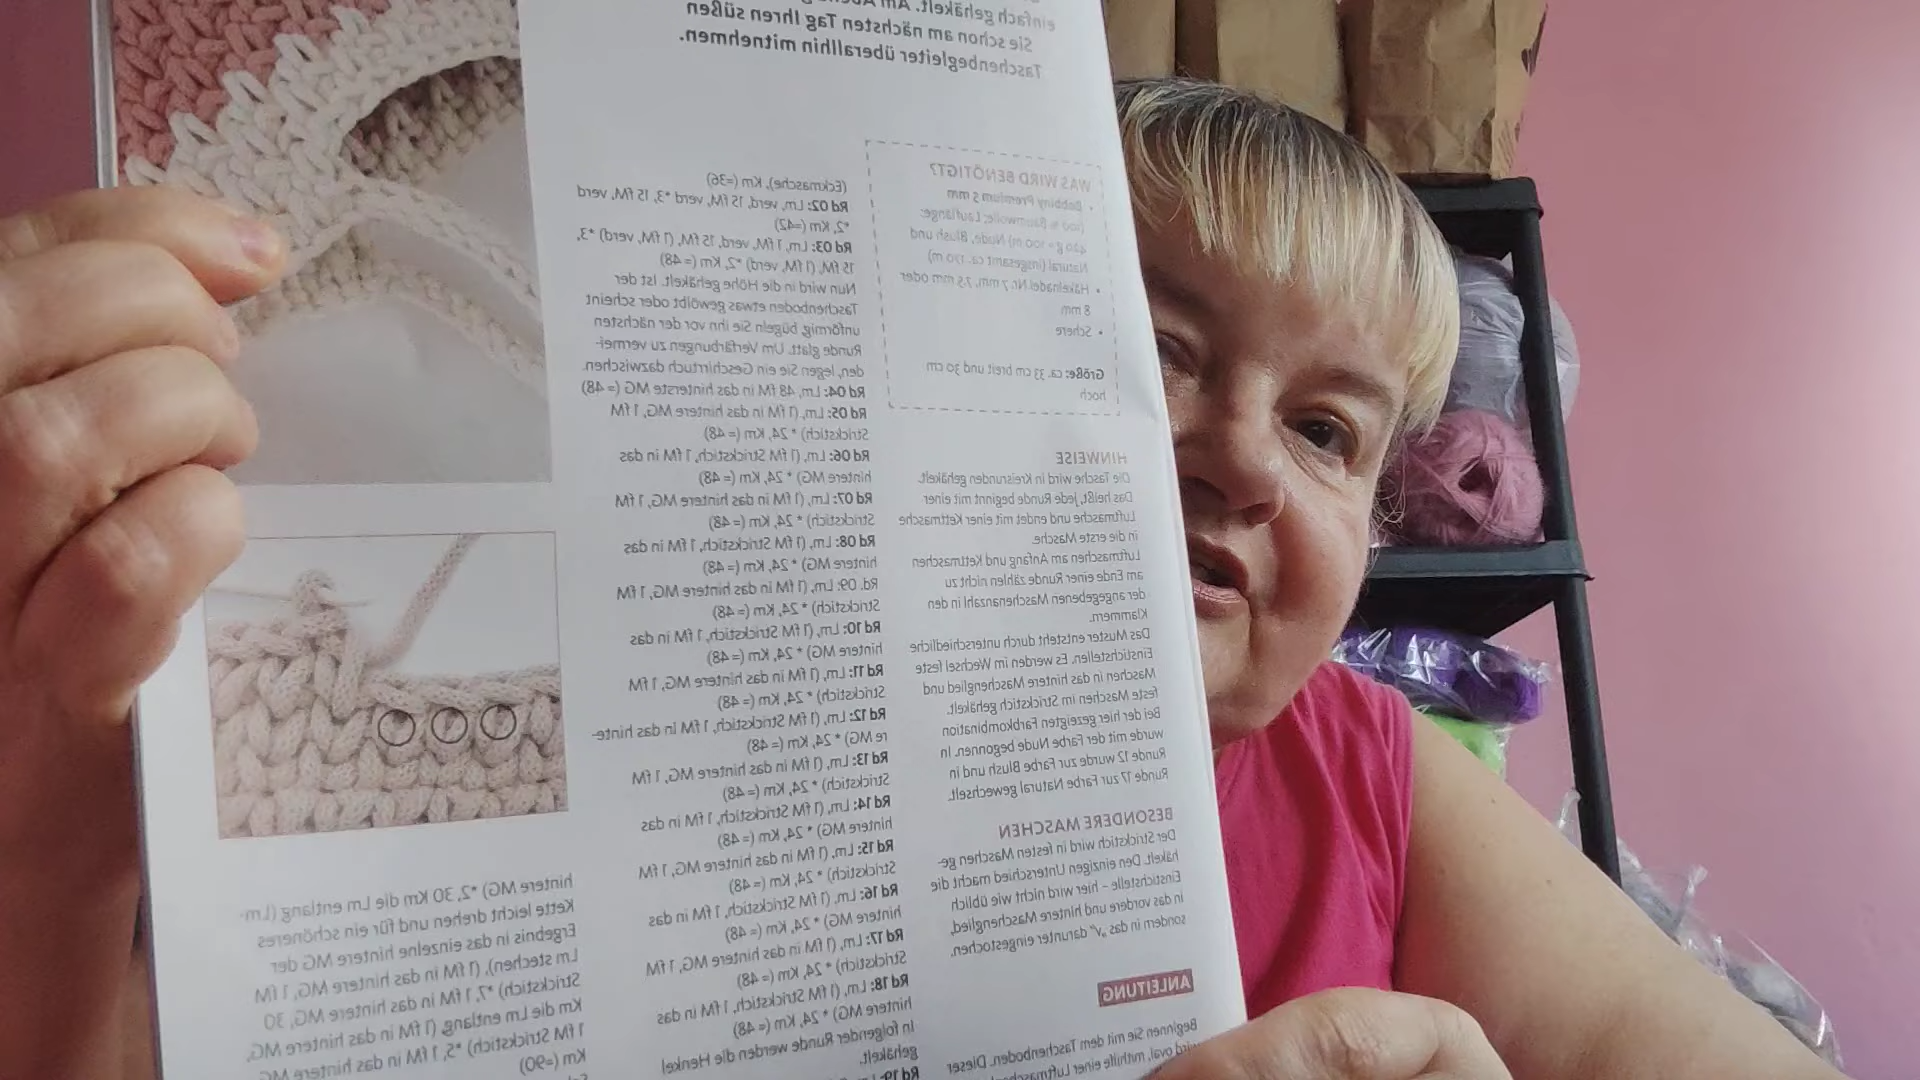 einfach gehäkelt. Am
Sie schon am nächsten Tag Ihren süßen
Taschenbegleiter überallhin mitnehmen.
WAS WIRD BENÖTIGT?
• Bobbiny Premium 5 mm
(100 % Baumwolle; Lauflänge:
420 g = 100 m) Nude, Blush und
Natural (insgesamt ca. 170 m)
• Häkelnadel Nr. 7 mm, 7,5 mm oder
8 mm
• Schere
Größe: ca. 33 cm breit und 30 cm
hoch
HINWEISE
Die Tasche wird in Kreisrunden gehäkelt.
Das heißt, jede Runde beginnt mit einer
Luftmasche und endet mit einer Kettmasche
in die erste Masche.
Luftmaschen am Anfang und Kettmaschen
am Ende einer Runde zählen nicht zu
der angegebenen Maschenanzahl in den
Klammern.
Das Muster entsteht durch unterschiedliche
Einstichstellen. Es werden im Wechsel feste
Maschen in das hintere Maschenglied und
feste Maschen im Strickstich gehäkelt.
Bei der hier gezeigten Farbkombination
wurde mit der Farbe Nude begonnen. In
Runde 12 wurde zur Farbe Blush und in
Runde 17 zur Farbe Natural gewechselt.
BESONDERE MASCHEN
Der Strickstich wird in festen Maschen ge-
häkelt. Den einzigen Unterschied macht die
Einstichstelle – hier wird nicht wie üblich
in das vordere und hintere Maschenglied,
sondern in das „V“ darunter eingestochen.
ANLEITUNG
Beginnen Sie mit dem Taschenboden. Dieser
wird oval, mithilfe einer Luftmaschen
(Eckmasche), Km (=36)
Rd 02: Lm, verd, 15 fM, verd *3, 15 fM, verd
*2, Km (=42)
Rd 03: Lm, 1 fM, verd, 15 fM, (1 fM, verd) *3,
15 fM, (1 fM, verd) *2, Km (= 48)
Nun wird in die Höhe gehäkelt. Ist der
Taschenboden etwas gewölbt oder scheint
unförmig, bügeln Sie ihn vor der nächsten
Runde glatt. Um Verfärbungen zu vermei-
den, legen Sie ein Geschirrtuch dazwischen.
Rd 04: Lm, 48 fM in das hinterste MG (= 48)
Rd 05: Lm, (1 fM in das hintere MG, 1 fM
Strickstich) * 24, Km (= 48)
Rd 06: Lm, (1 fM Strickstich, 1 fM in das
hintere MG) * 24, Km (= 48)
Rd 07: Lm, (1 fM in das hintere MG, 1 fM
Strickstich) * 24, Km (= 48)
Rd 08: Lm, (1 fM Strickstich, 1 fM in das
hintere MG) * 24, Km (= 48)
Rd. 09: Lm, (1 fM in das hintere MG, 1 fM
Strickstich) * 24, Km (= 48)
Rd 10: Lm, (1 fM Strickstich, 1 fM in das
hintere MG) * 24, Km (= 48)
Rd 11: Lm, (1 fM in das hintere MG, 1 fM
Strickstich) * 24, Km (= 48)
Rd 12: Lm, (1 fM Strickstich, 1 fM in das hinte-
re MG) * 24, Km (= 48)
Rd 13: Lm, (1 fM in das hintere MG, 1 fM
Strickstich) * 24, Km (= 48)
Rd 14: Lm, (1 fM Strickstich, 1 fM in das
hintere MG) * 24, Km (= 48)
Rd 15: Lm, (1 fM in das hintere MG, 1 fM
Strickstich) * 24, Km (= 48)
Rd 16: Lm, (1 fM Strickstich, 1 fM in das
hintere MG) * 24, Km (= 48)
Rd 17: Lm, (1 fM in das hintere MG, 1 fM
Strickstich) * 24, Km (= 48)
Rd 18: Lm, (1 fM Strickstich, 1 fM in das
hintere MG) * 24, Km (= 48)
In folgender Runde werden die Henkel
gehäkelt.
Rd 19:
hintere MG) *2, 30 Km die Lm entlang (Lm-
Kette leicht drehen und für ein schöneres
Ergebnis in das einzelne hintere MG der
Lm stechen), (1 fM in das hintere MG, 1 fM
Strickstich) *7, 1 fM in das hintere MG, 30
Km die Lm entlang, (1 fM in das hintere MG,
1 fM Strickstich) *5, 1 fM in das hintere MG,
Km (=90)